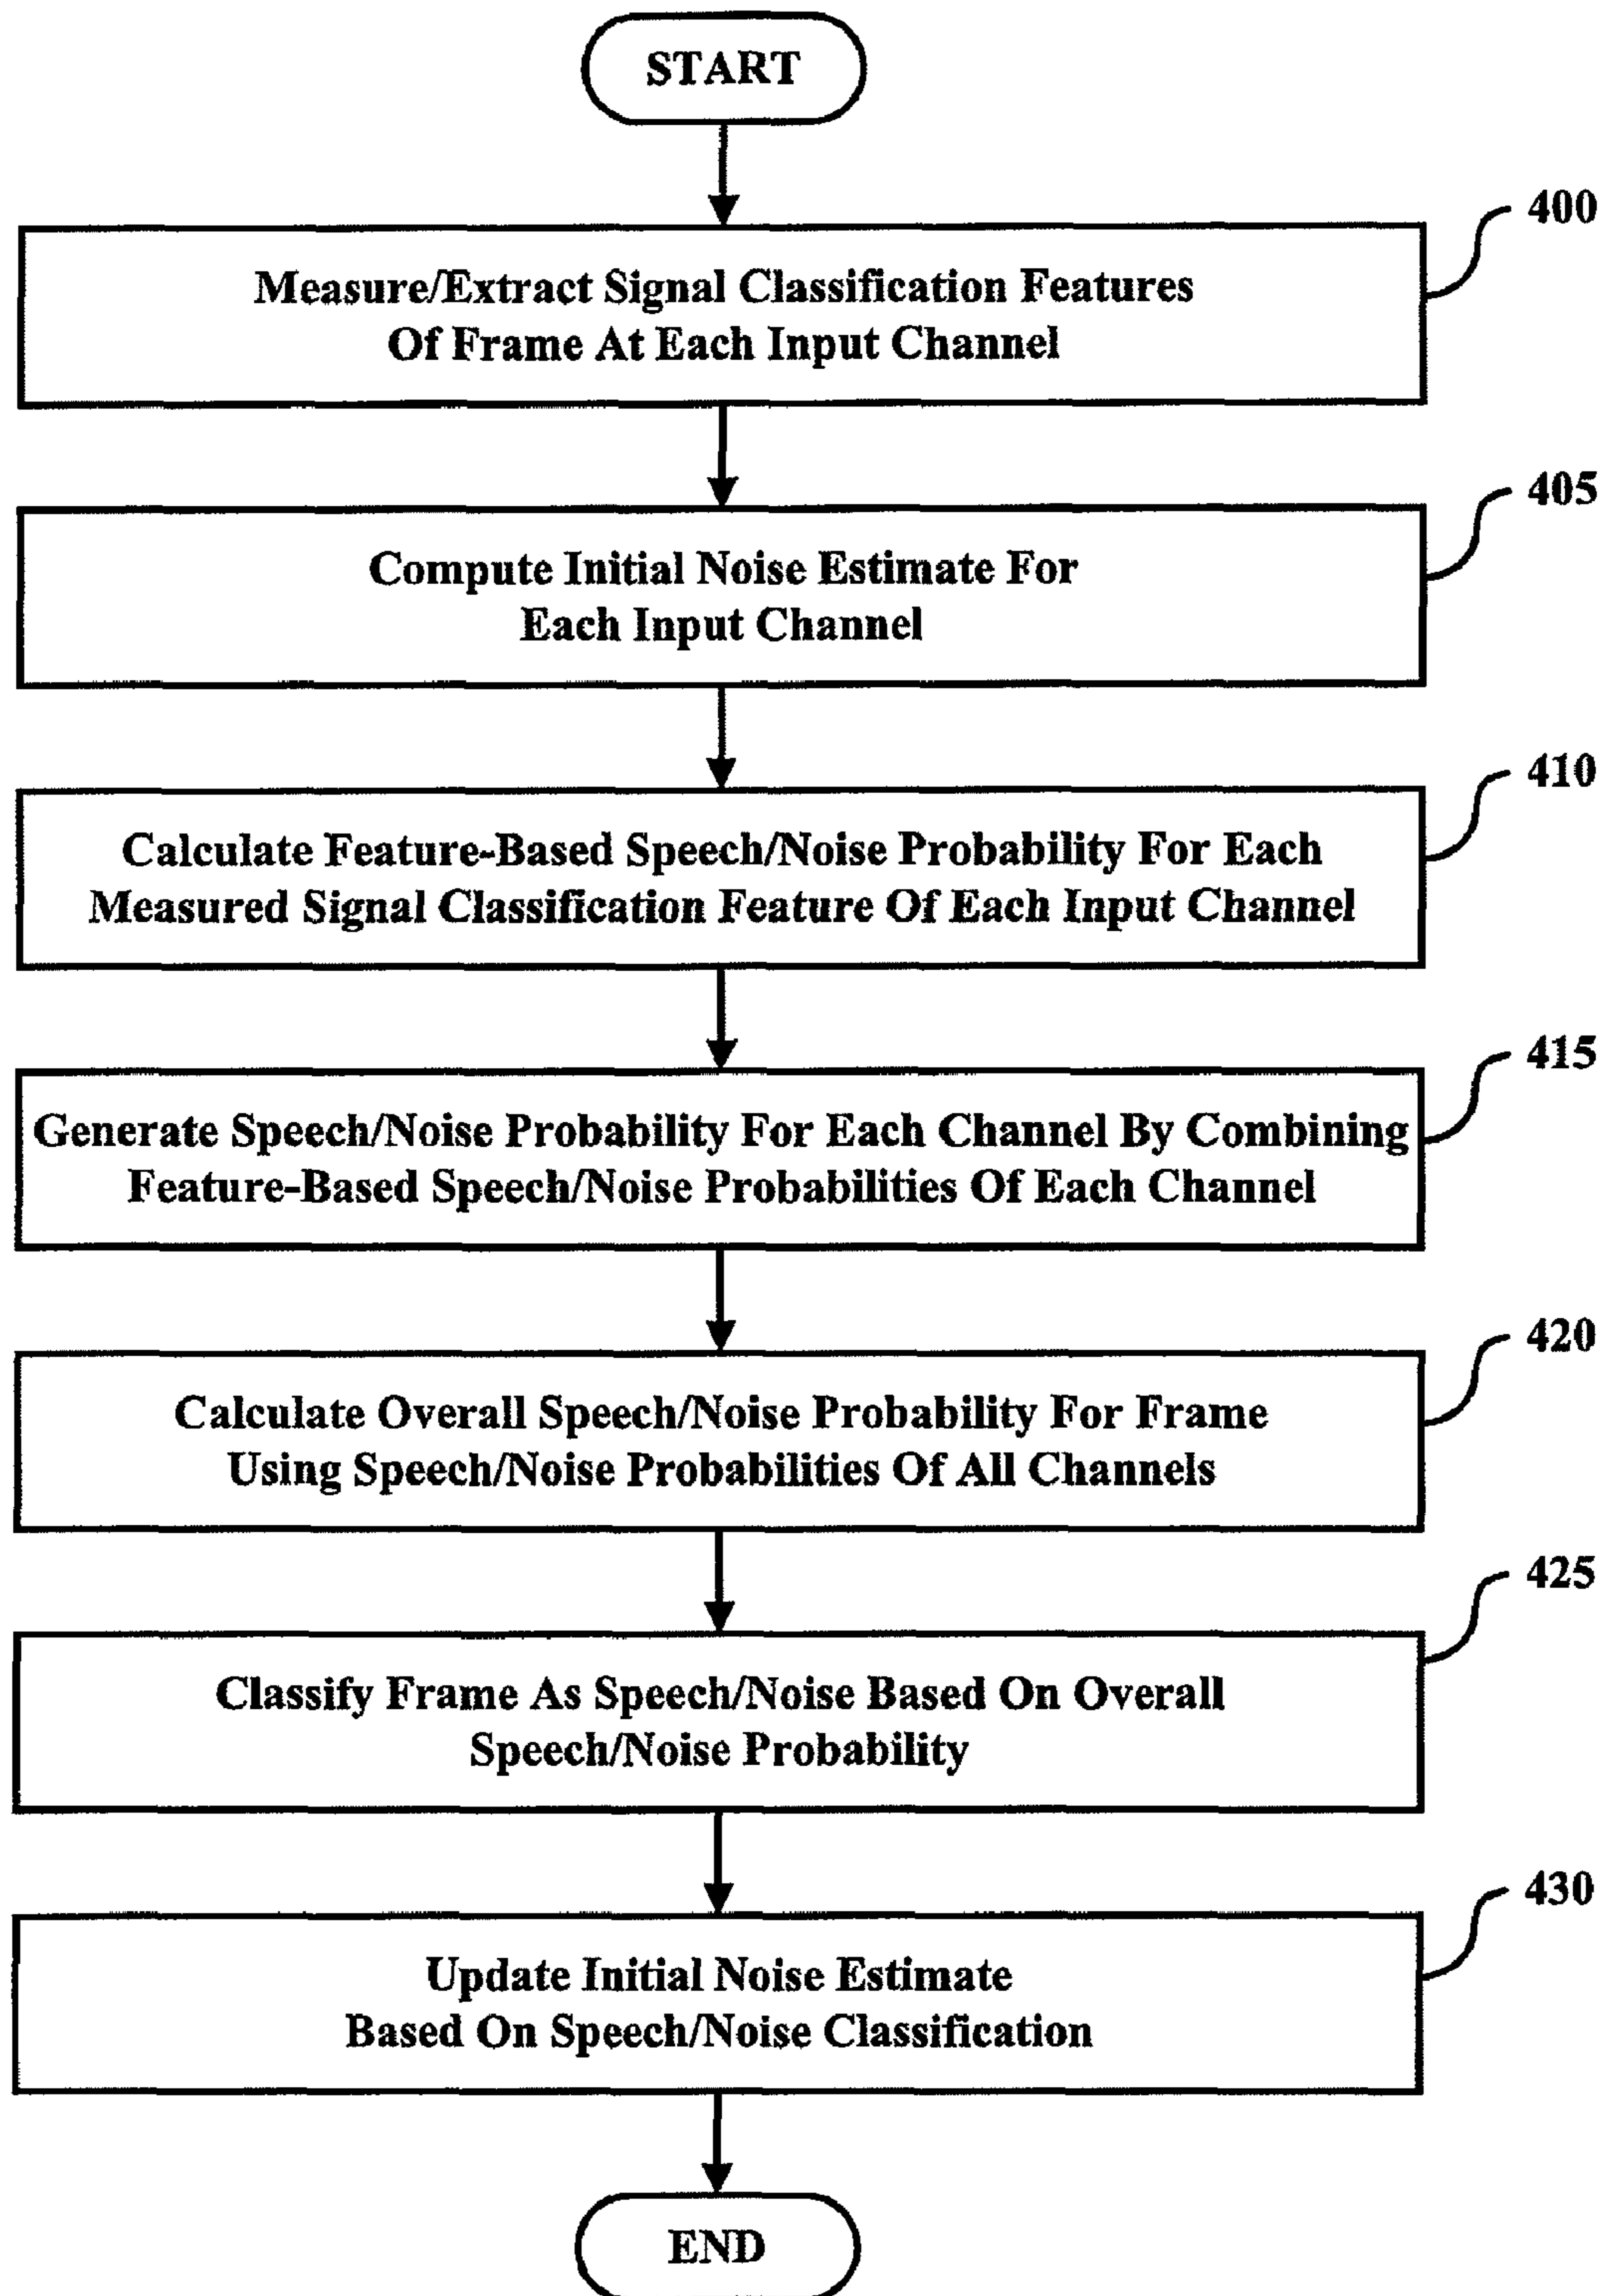 START
400
Measure/Extract Signal Classification Features
Of Frame At Each Input Channel
405
Compute Initial Noise Estimate For
Each Input Channel
410
Calculate Feature-Based Speech/Noise Probability For Each
Measured Signal Classification Feature Of Each Input Channel
415
Generate Speech/Noise Probability For Each Channel By Combining
Feature-Based Speech/Noise Probabilities Of Each Channel
420
Calculate Overall Speech/Noise Probability For Frame
Using Speech/Noise Probabilities Of All Channels
425
Classify Frame As Speech/Noise Based On Overall
Speech/Noise Probability
430
Update Initial Noise Estimate
Based On Speech/Noise Classification
END